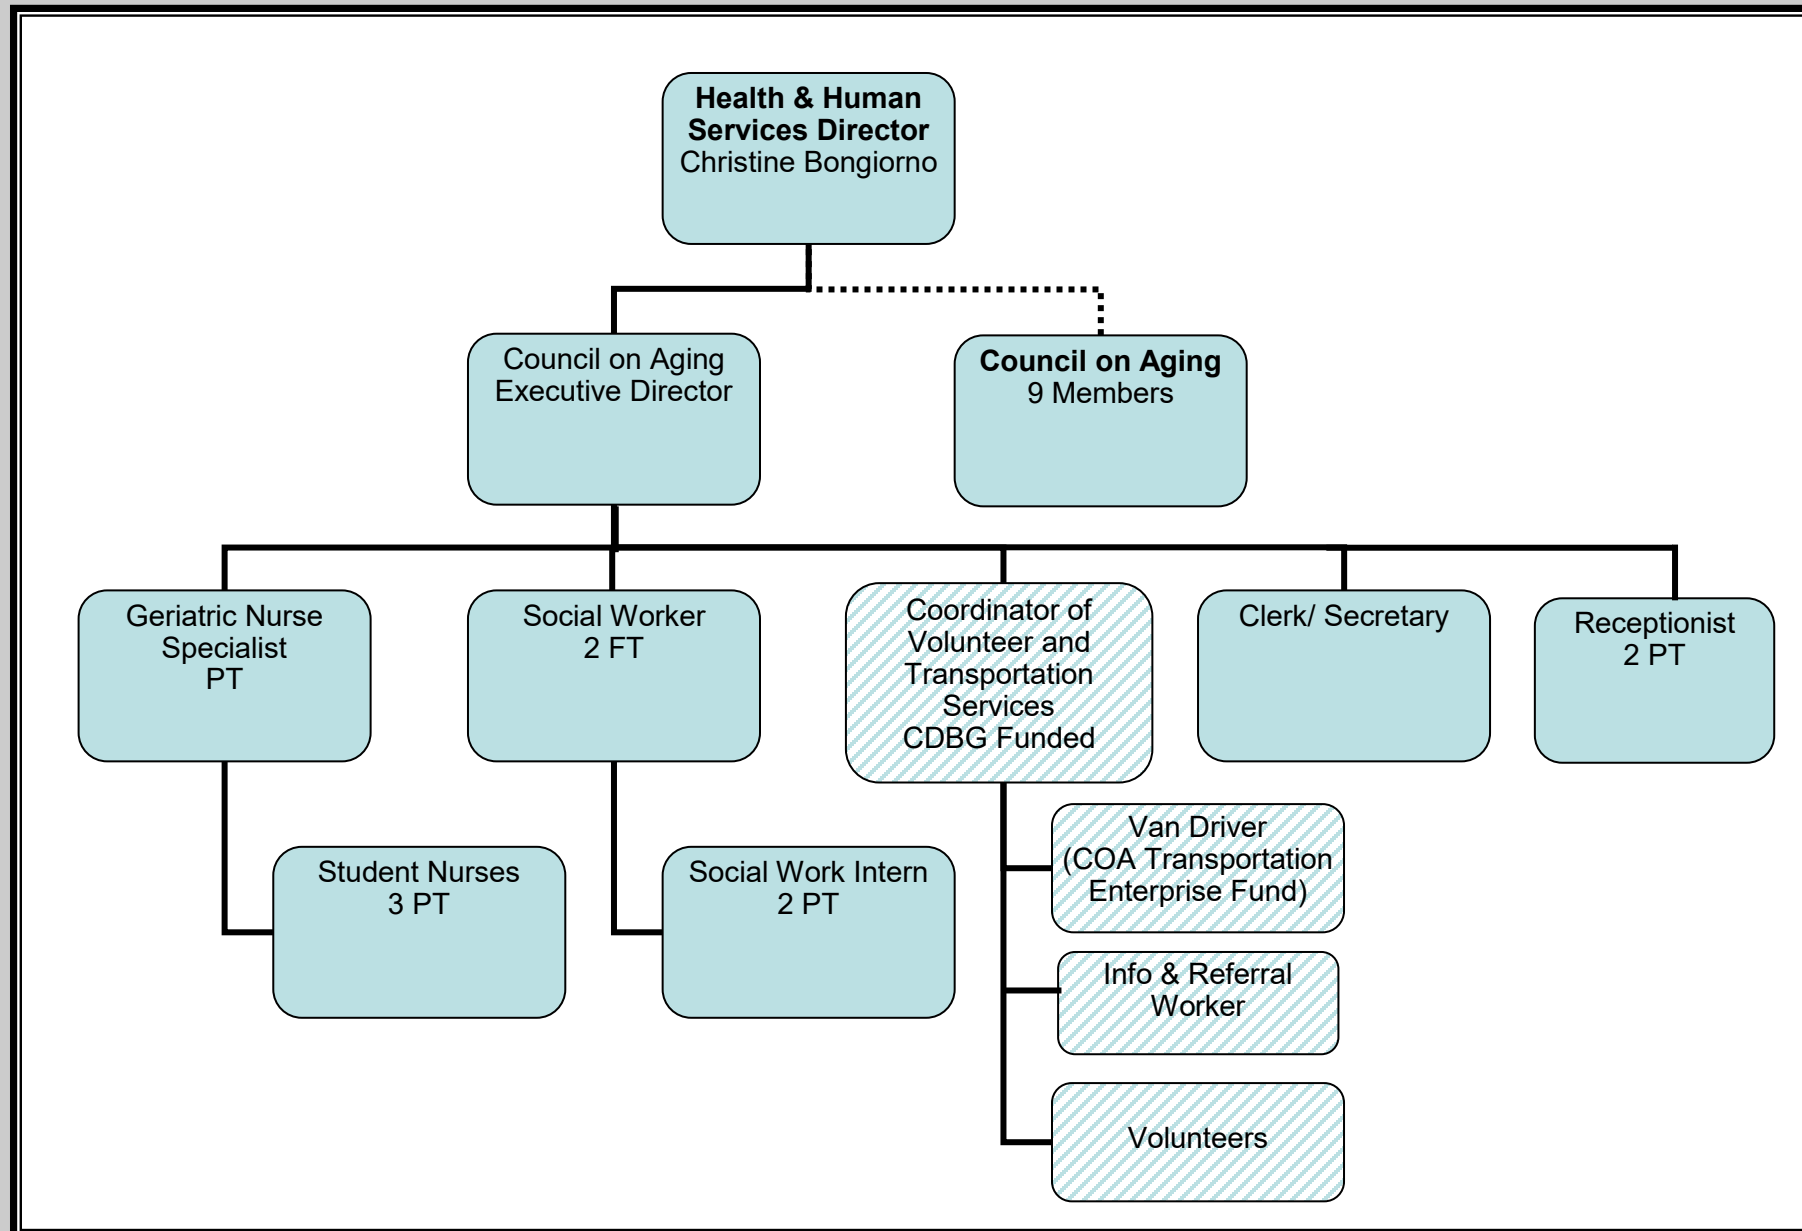 Health & Human
Services Director
Christine Bongiorno
Council on Aging
Executive Director
Council on Aging
9 Members
Geriatric Nurse
Specialist
PT
Social Worker
2 FT
Coordinator of
Volunteer and
Transportation
Services
CDBG Funded
Clerk/ Secretary
Receptionist
2 PT
Student Nurses
3 PT
Social Work Intern
2 PT
Van Driver
(COA Transportation
Enterprise Fund)
Info & Referral
Worker
Volunteers